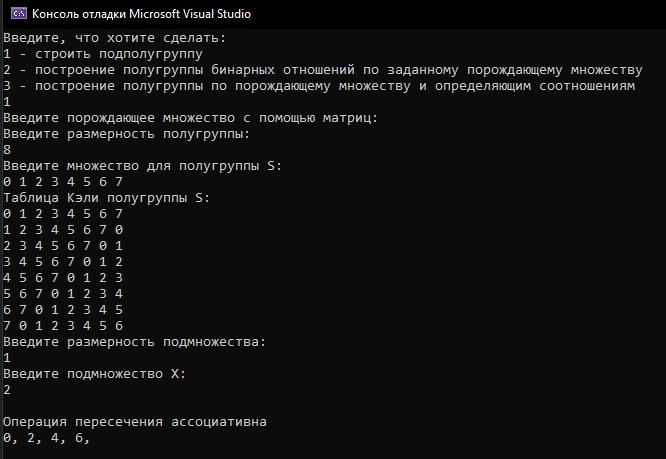 Консоль отладки Microsoft Visual Studio
Введите, что хотите сделать:
1 - строить подполугруппу
2 - построение полугруппы бинарных отношений по заданному порождающему множеству
3 - построение полугруппы по порождающему множеству и определяющим соотношениям
1
Введите порождающее множество с помощью матриц:
Введите размерность полугруппы:
8
Введите множество для полугруппы S:
0 1 2 3 4 5 6 7
Таблица Кэли полугруппы S:
0 1 2 3 4 5 6 7
1 2 3 4 5 6 7 0
2 3 4 5 6 7 0 1
3 4 5 6 7 0 1 2
4 5 6 7 0 1 2 3
5 6 7 0 1 2 3 4
6 7 0 1 2 3 4 5
7 0 1 2 3 4 5 6
Введите размерность подмножества:
1
Введите подмножество X:
2
Операция пересечения ассоциативна
0, 2, 4, 6,